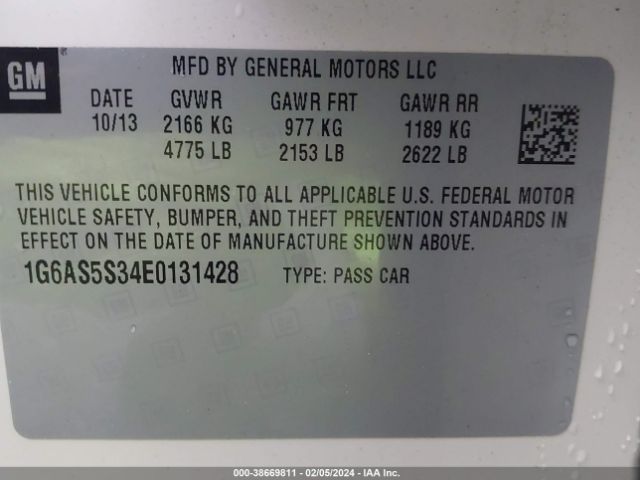 GM
MFD BY GENERAL MOTORS LLC
DATE GVWR GAWR FRT GAWR RR
10/13 2166 KG 977 KG 1189 KG
4775 LB 2153 LB 2622 LB
THIS VEHICLE CONFORMS TO ALL APPLICABLE U.S. FEDERAL MOTOR
VEHICLE SAFETY, BUMPER, AND THEFT PREVENTION STANDARDS IN
EFFECT ON THE DATE OF MANUFACTURE SHOWN ABOVE.
1G6AS5S34E0131428 TYPE: PASS CAR
000-38669811 - 02/05/2024 - IAAI.COM